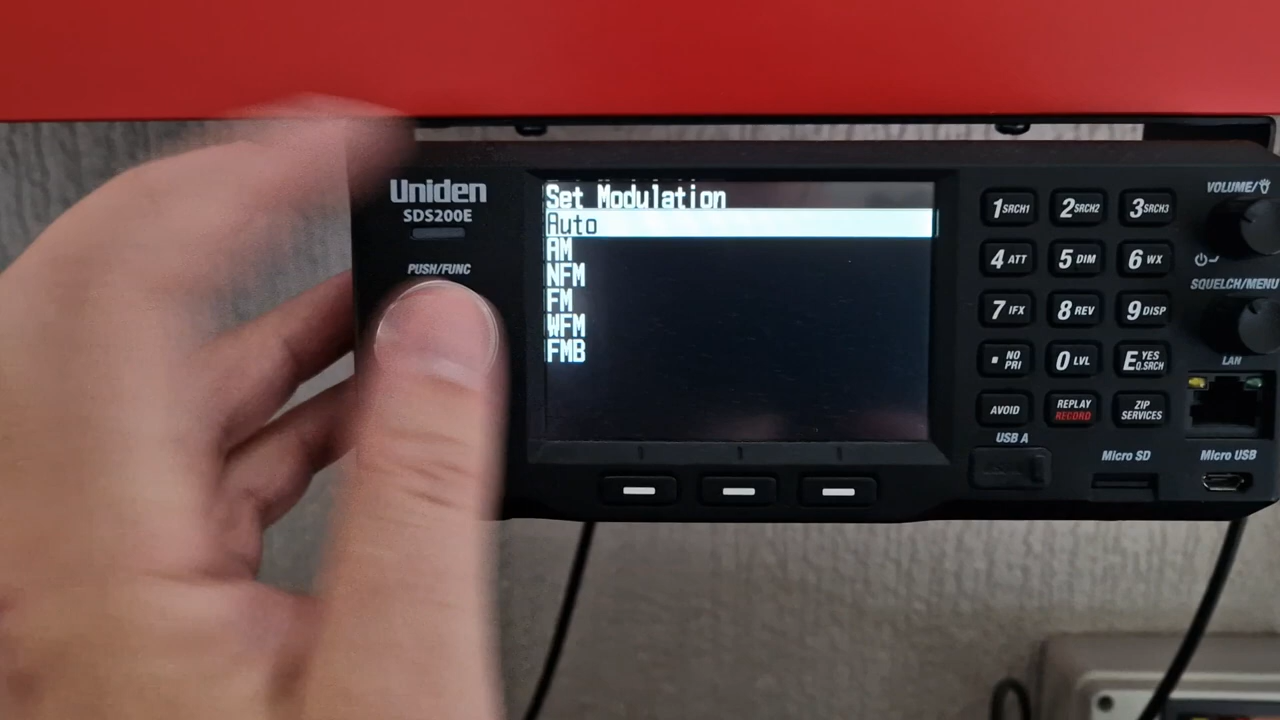 Uniden
SDS200E
PUSH/FUNC
Set Modulation
Auto
AM
NFM
FM
WFM
FMB
1 SRCH1
2 SRCH2
3 SRCH3
4 ATT
5 DIM
6 WX
7 IFX
8 REV
9 DISP
. NO PRI
0 LVL
E YES Q.SRCH
AVOID
REPLAY
RECORD
ZIP
SERVICES
VOLUME/
SQUELCH/MENU
LAN
USB A
Micro SD
Micro USB